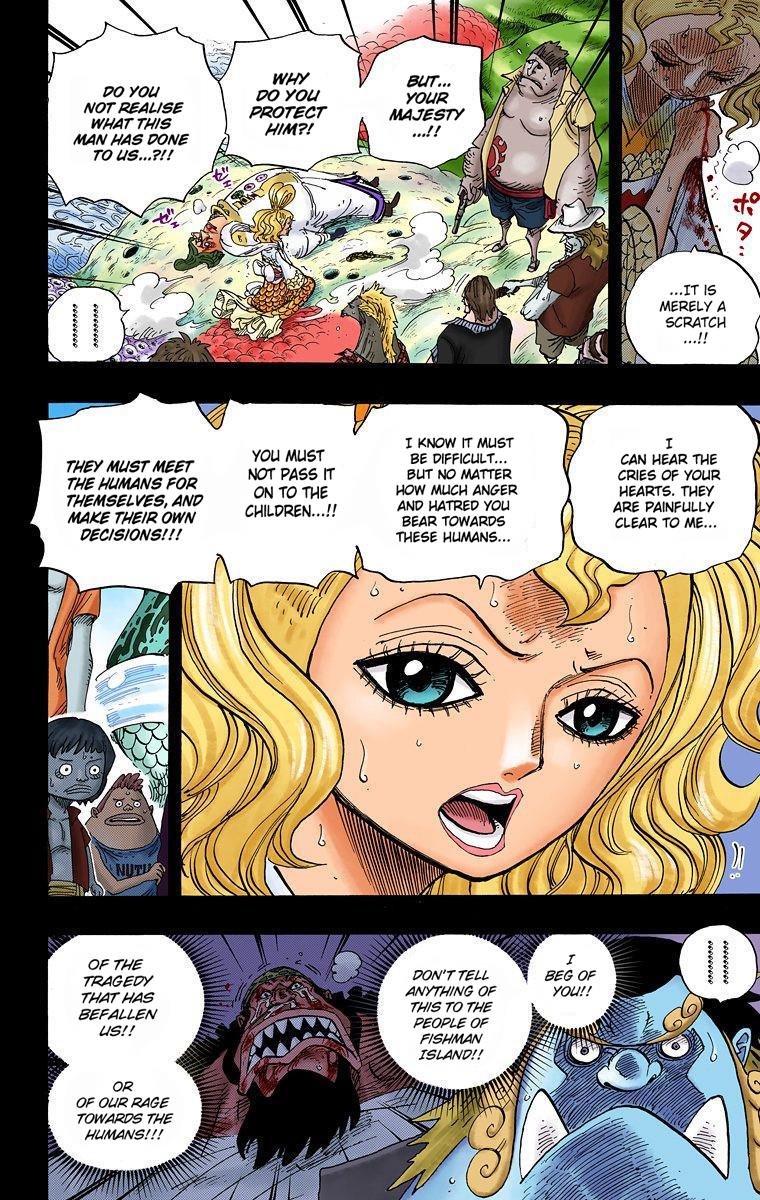 ...IT IS
MERELY A
SCRATCH
...!!
ポタ...
BUT...
YOUR
MAJESTY
...!!
WHY
DO YOU
PROTECT
HIM?!
DO YOU
NOT REALISE
WHAT THIS
MAN HAS DONE
TO US...?!!
ゼェ
ゼェ
I
CAN HEAR THE
CRIES OF YOUR
HEARTS. THEY
ARE PAINFULLY
CLEAR TO ME...
I KNOW IT MUST
BE DIFFICULT...
BUT NO MATTER
HOW MUCH ANGER
AND HATRED YOU
BEAR TOWARDS
THESE HUMANS...
YOU MUST
NOT PASS IT
ON TO THE
CHILDREN...!!
THEY MUST MEET
THE HUMANS FOR
THEMSELVES, AND
MAKE THEIR OWN
DECISIONS!!!
NUTU
I
BEG OF
YOU!!
DON'T TELL
ANYTHING OF
THIS TO THE
PEOPLE OF
FISHMAN
ISLAND!!
OF THE
TRAGEDY
THAT HAS
BEFALLEN
US!!
OR
OF OUR RAGE
TOWARDS THE
HUMANS!!!